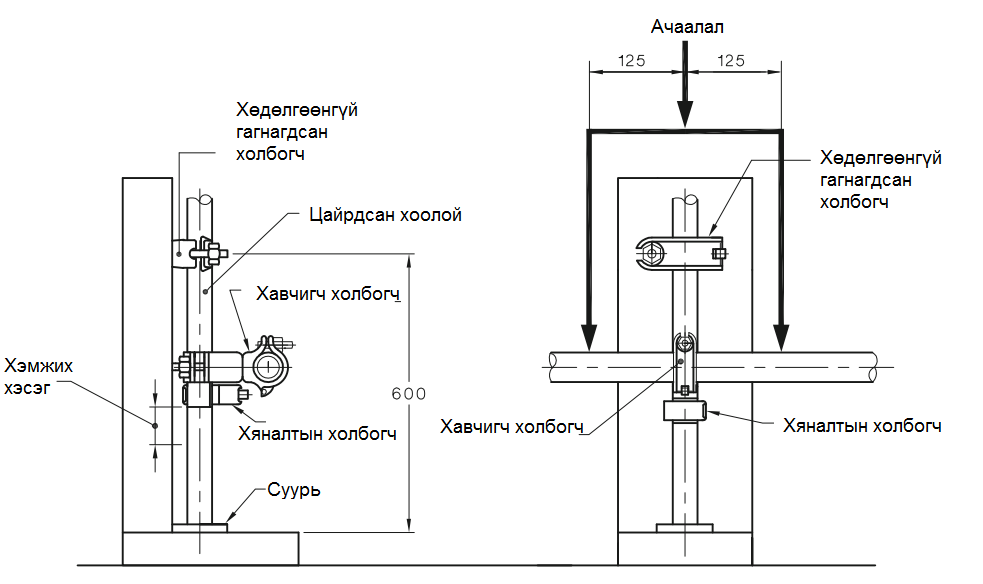 Ачаалал
125
125
Хөдөлгөөнгүй
гагнагдсан
холбогч
Хөдөлгөөнгүй
гагнагдсан
холбогч
Цайрдсан хоолой
Хавчигч холбогч
Хэмжих
хэсэг
600
Хяналтын холбогч
Хавчигч холбогч
Хяналтын холбогч
Суурь